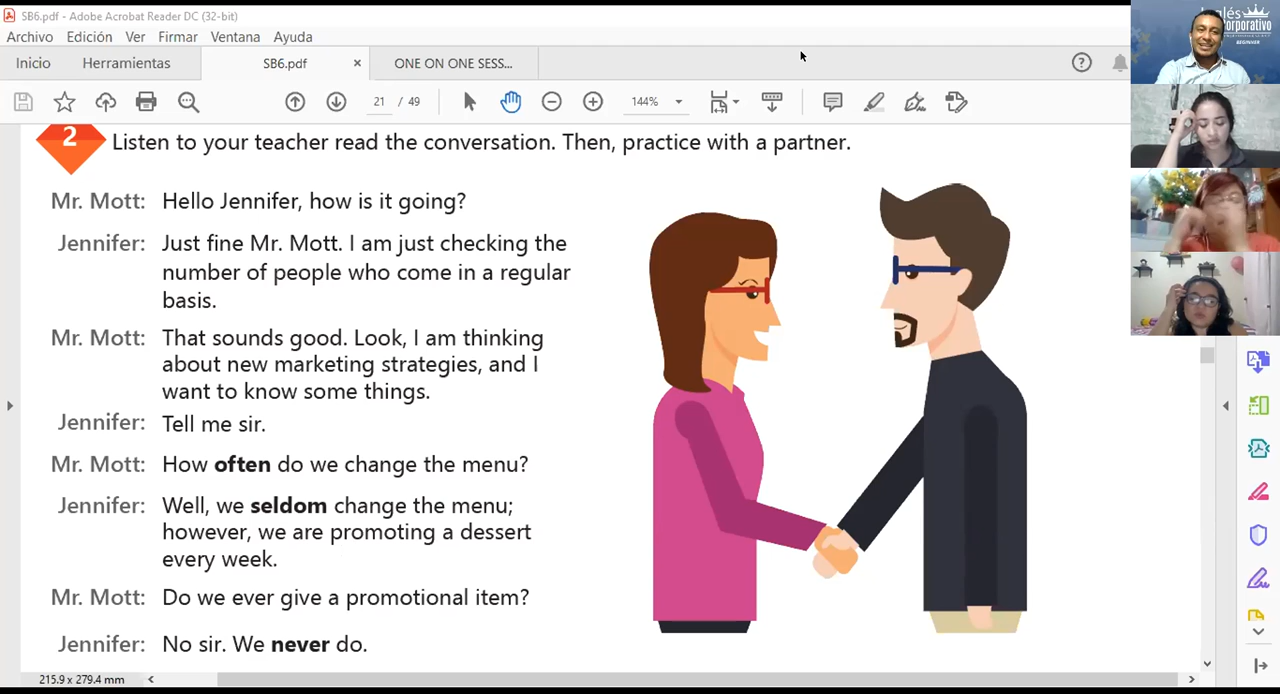 SB6.pdf - Adobe Acrobat Reader DC (32-bit)
Archivo Edición Ver Firmar Ventana Ayuda
Inicio Herramientas SB6.pdf × ONE ON ONE SESS...
21 / 49 144%
2 Listen to your teacher read the conversation. Then, practice with a partner.
Mr. Mott: Hello Jennifer, how is it going?
Jennifer: Just fine Mr. Mott. I am just checking the
number of people who come in a regular
basis.
Mr. Mott: That sounds good. Look, I am thinking
about new marketing strategies, and I
want to know some things.
Jennifer: Tell me sir.
Mr. Mott: How often do we change the menu?
Jennifer: Well, we seldom change the menu;
however, we are promoting a dessert
every week.
Mr. Mott: Do we ever give a promotional item?
Jennifer: No sir. We never do.
215.9 x 279.4 mm
Inglés
orporativo
BEGINNER